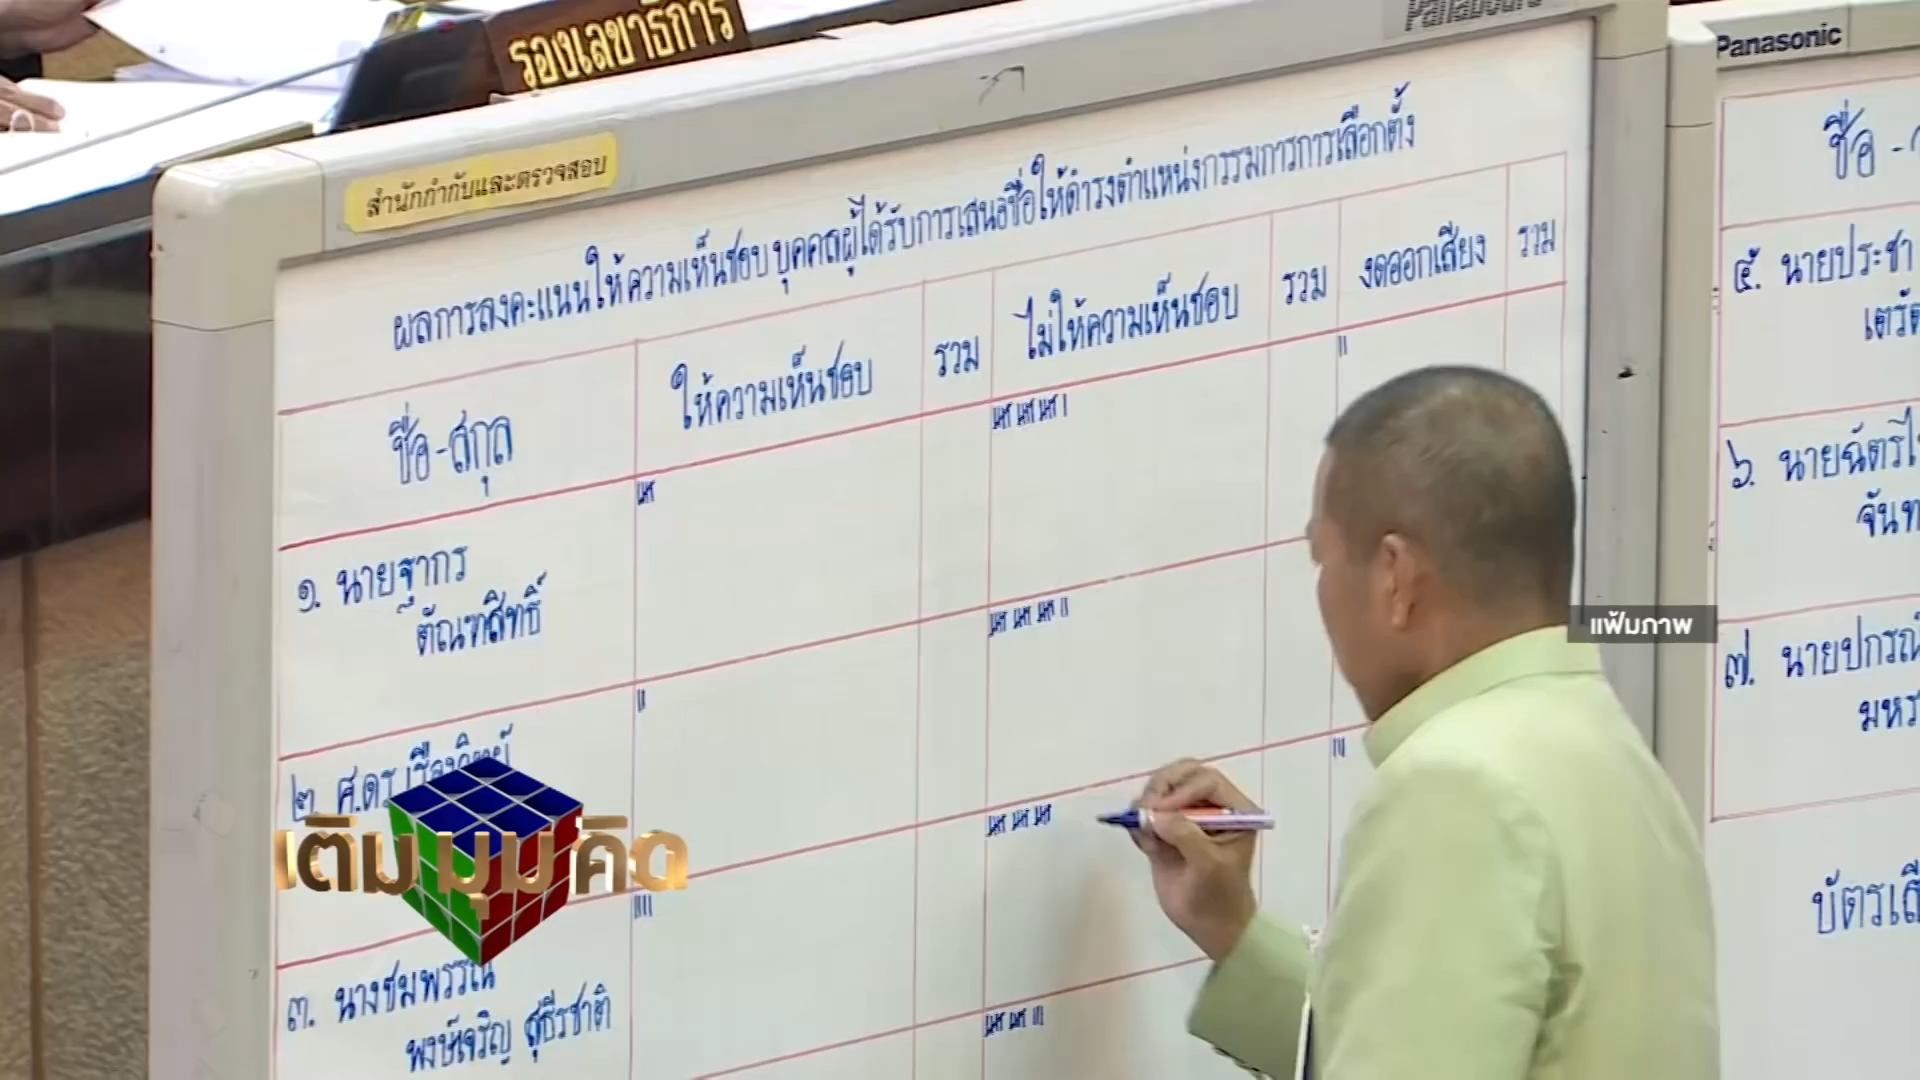 รองเลขาธิการ
Panaboard
Panasonic
สำนักกำกับและตรวจสอบ
ผลการลงคะแนนให้ความเห็นชอบ บุคคลผู้ได้รับการเสนอชื่อให้ดำรงตำแหน่งกรรมการการเลือกตั้ง
ชื่อ-สกุล
ให้ความเห็นชอบ
รวม
ไม่ให้ความเห็นชอบ
รวม
งดออกเสียง
รวม
๑. นายฐากร
ตัณฑสิทธิ์
๒. ศ.ดร.เรืองวิทย์
๓. นางชมพรรณ์
พงษ์เจริญ สุธีรชาติ
ชื่อ -
๕. นายประชา
เตรัต
๖. นายฉัตรไ
จันท
๗. นายปกรณ์
มหร
บัตรเสี
แฟ้มภาพ
เติมมุมคิด